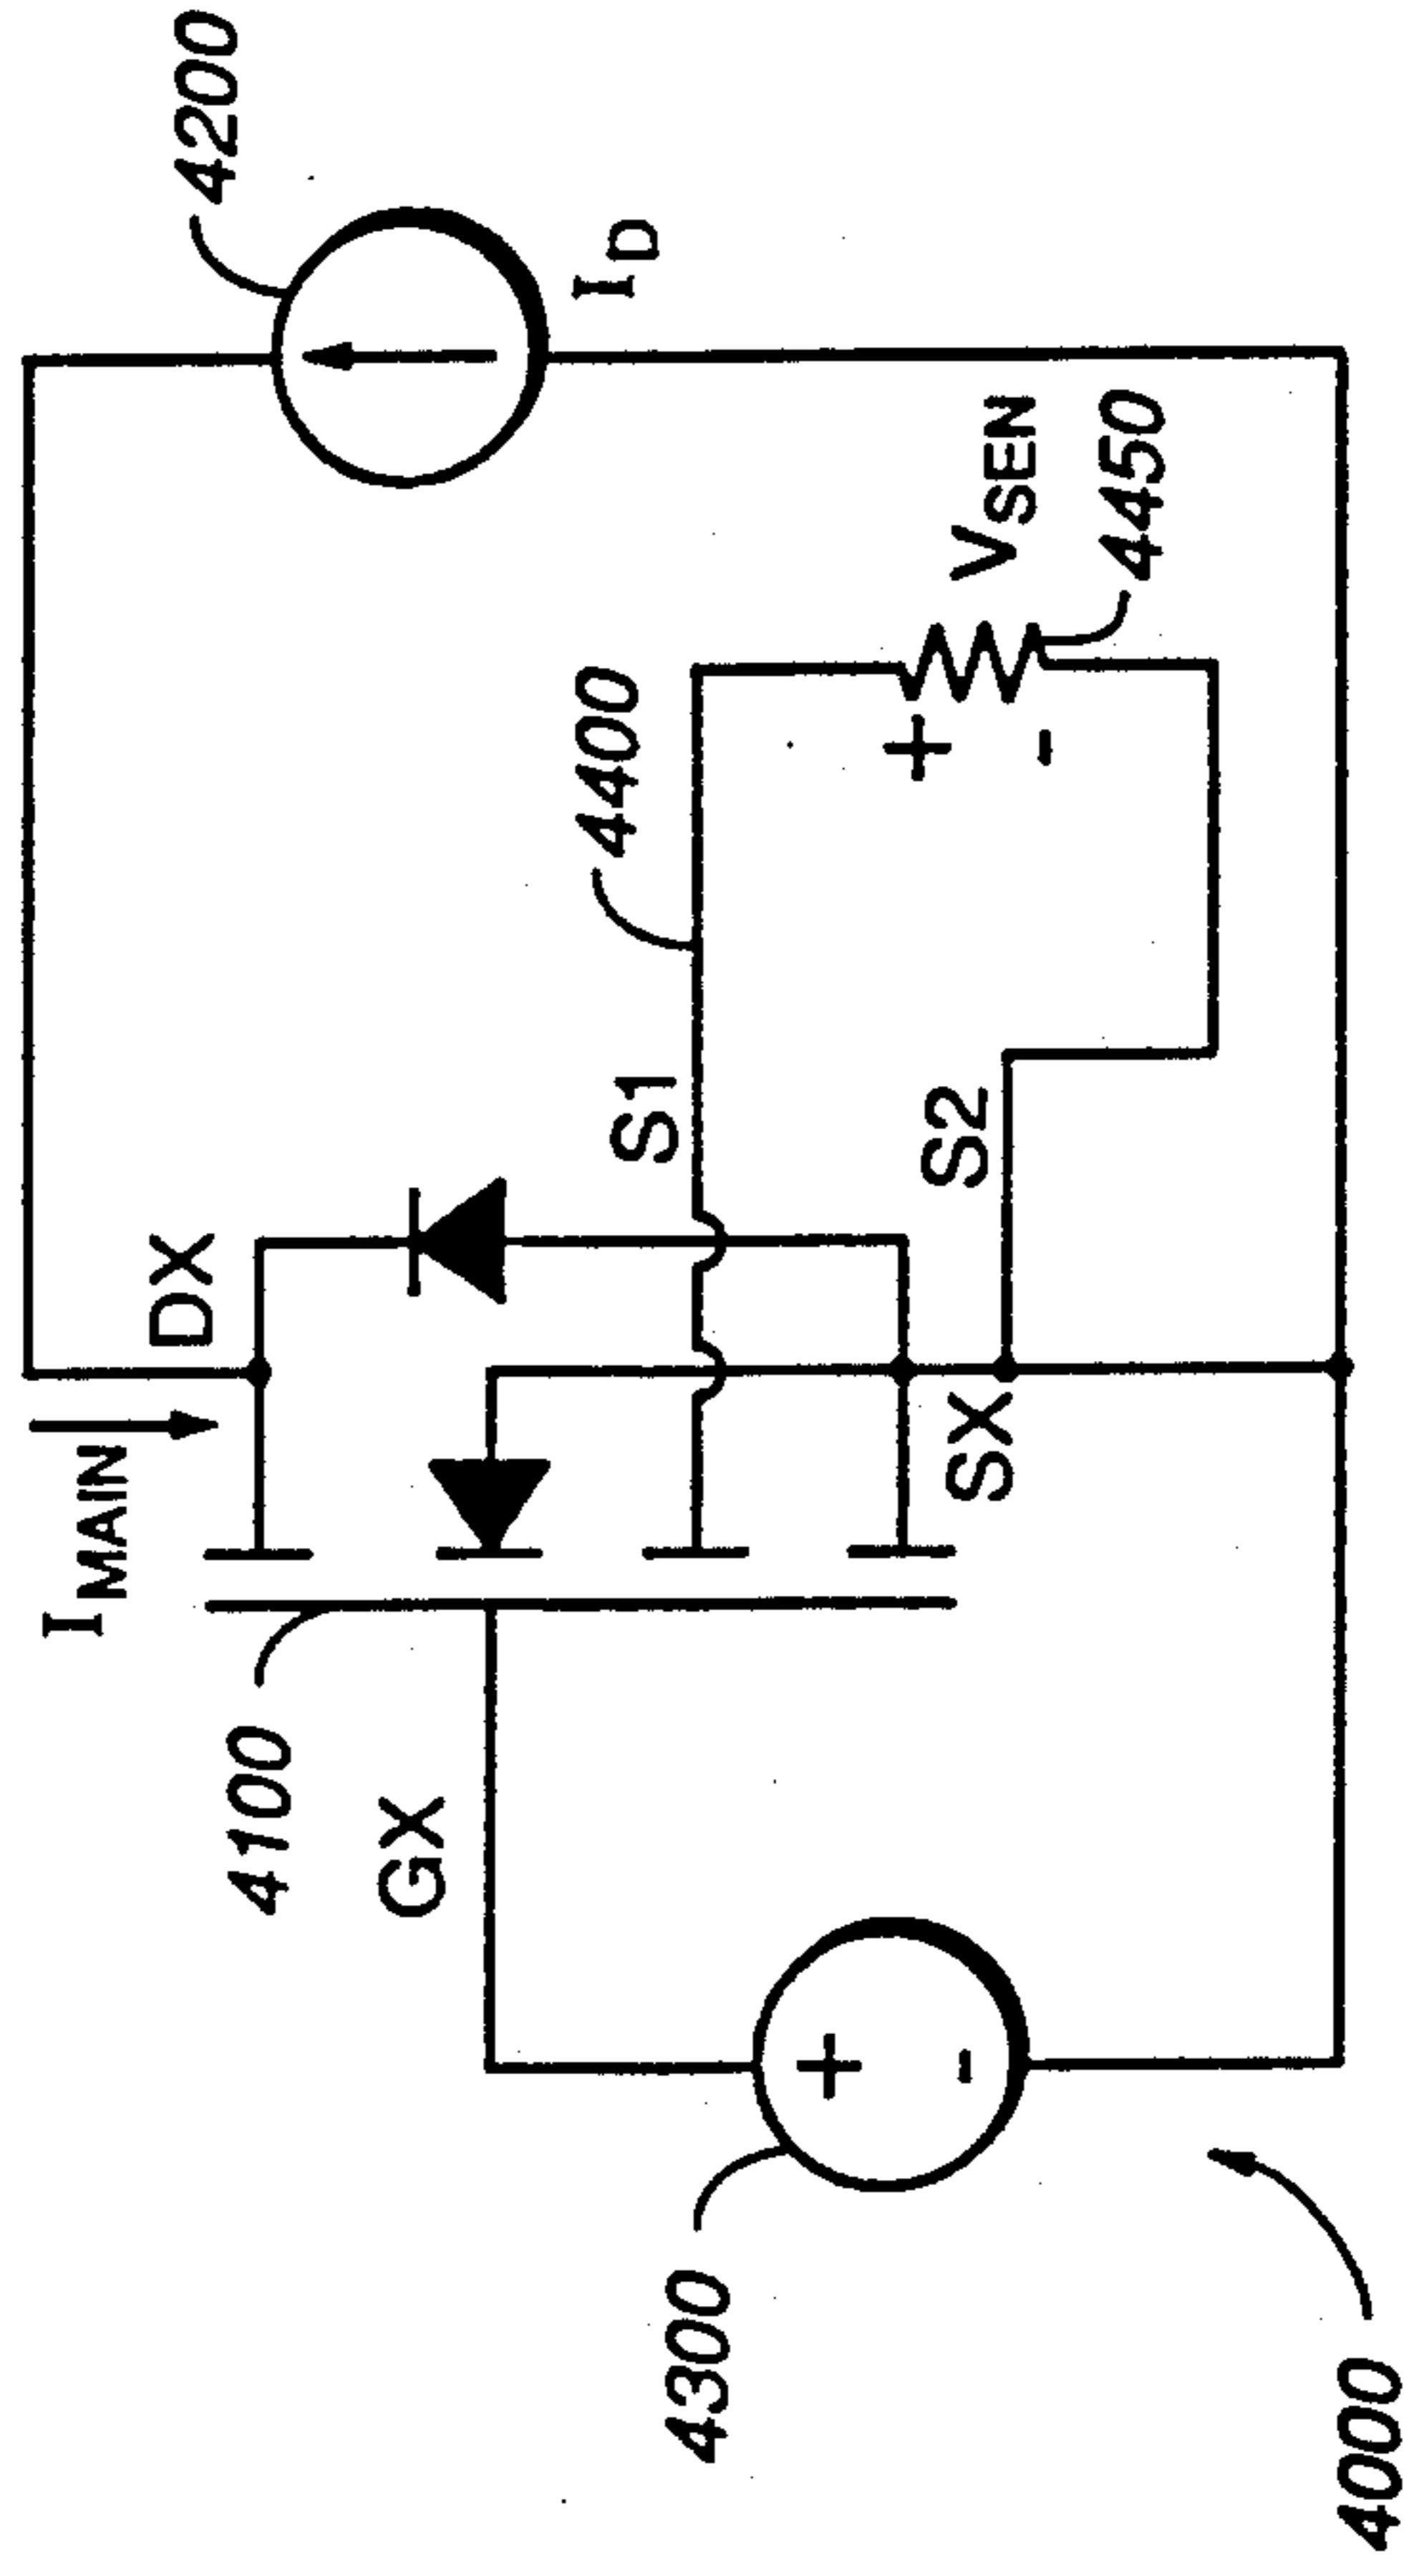 I_MAIN
DX
4200
4100
I_D
GX
S1
4400
4300
+
-
SX
S2
+
-
V_SEN
4450
4000